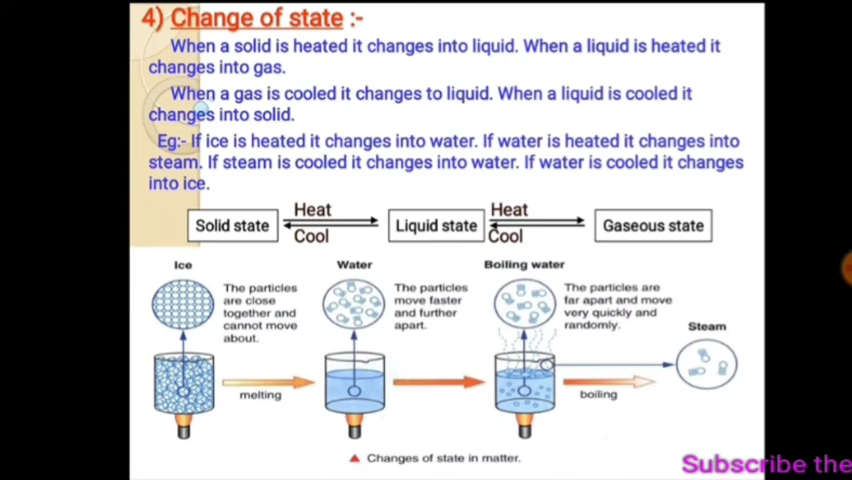 4) Change of state :-
When a solid is heated it changes into liquid. When a liquid is heated it
changes into gas.
When a gas is cooled it changes to liquid. When a liquid is cooled it
changes into solid.
Eg:- If ice is heated it changes into water. If water is heated it changes into
steam. If steam is cooled it changes into water. If water is cooled it changes
into ice.
Heat Heat
Solid state Liquid state Gaseous state
Cool Cool
Ice Water Boiling water
The particles
are close
together and
cannot move
about.
The particles
move faster
and further
apart.
The particles are
far apart and move
very quickly and
randomly.
Steam
melting boiling
Changes of state in matter.
Subscribe the